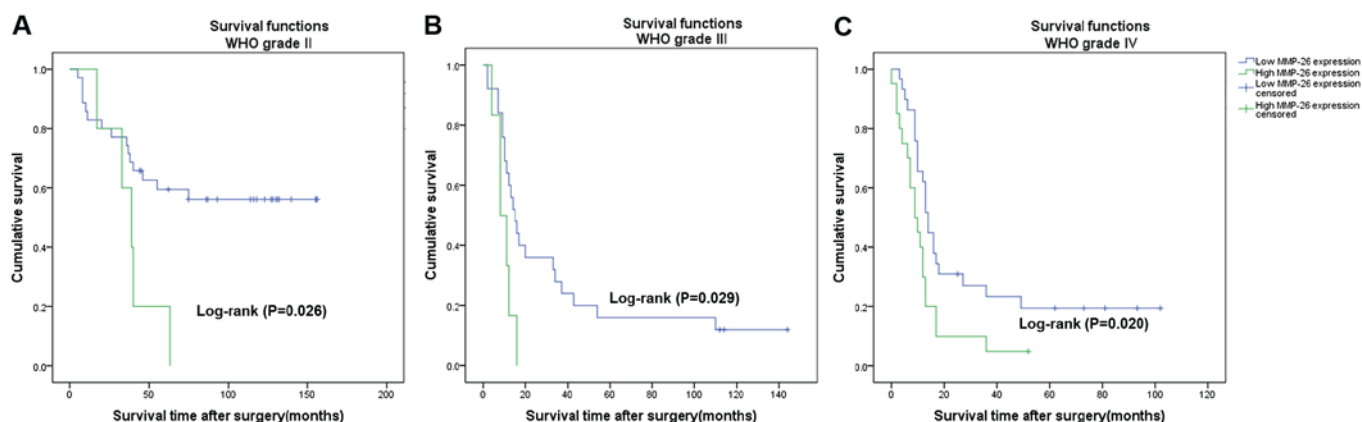 A
Survival functions
WHO grade II
Cumulative survival
1.0
0.8
0.6
0.4
0.2
0.0
Log-rank (P=0.026)
0 50 100 150 200
Survival time after surgery(months)
B
Survival functions
WHO grade III
Cumulative survival
1.0
0.8
0.6
0.4
0.2
0.0
Log-rank (P=0.029)
0 20 40 60 80 100 120 140
Survival time after surgery(months)
C
Survival functions
WHO grade IV
Cumulative survival
1.0
0.8
0.6
0.4
0.2
0.0
Log-rank (P=0.020)
0 20 40 60 80 100 120
Survival time after surgery(months)
Low MMP-26 expression
High MMP-26 expression
Low MMP-26 expression
censored
High MMP-26 expression
censored